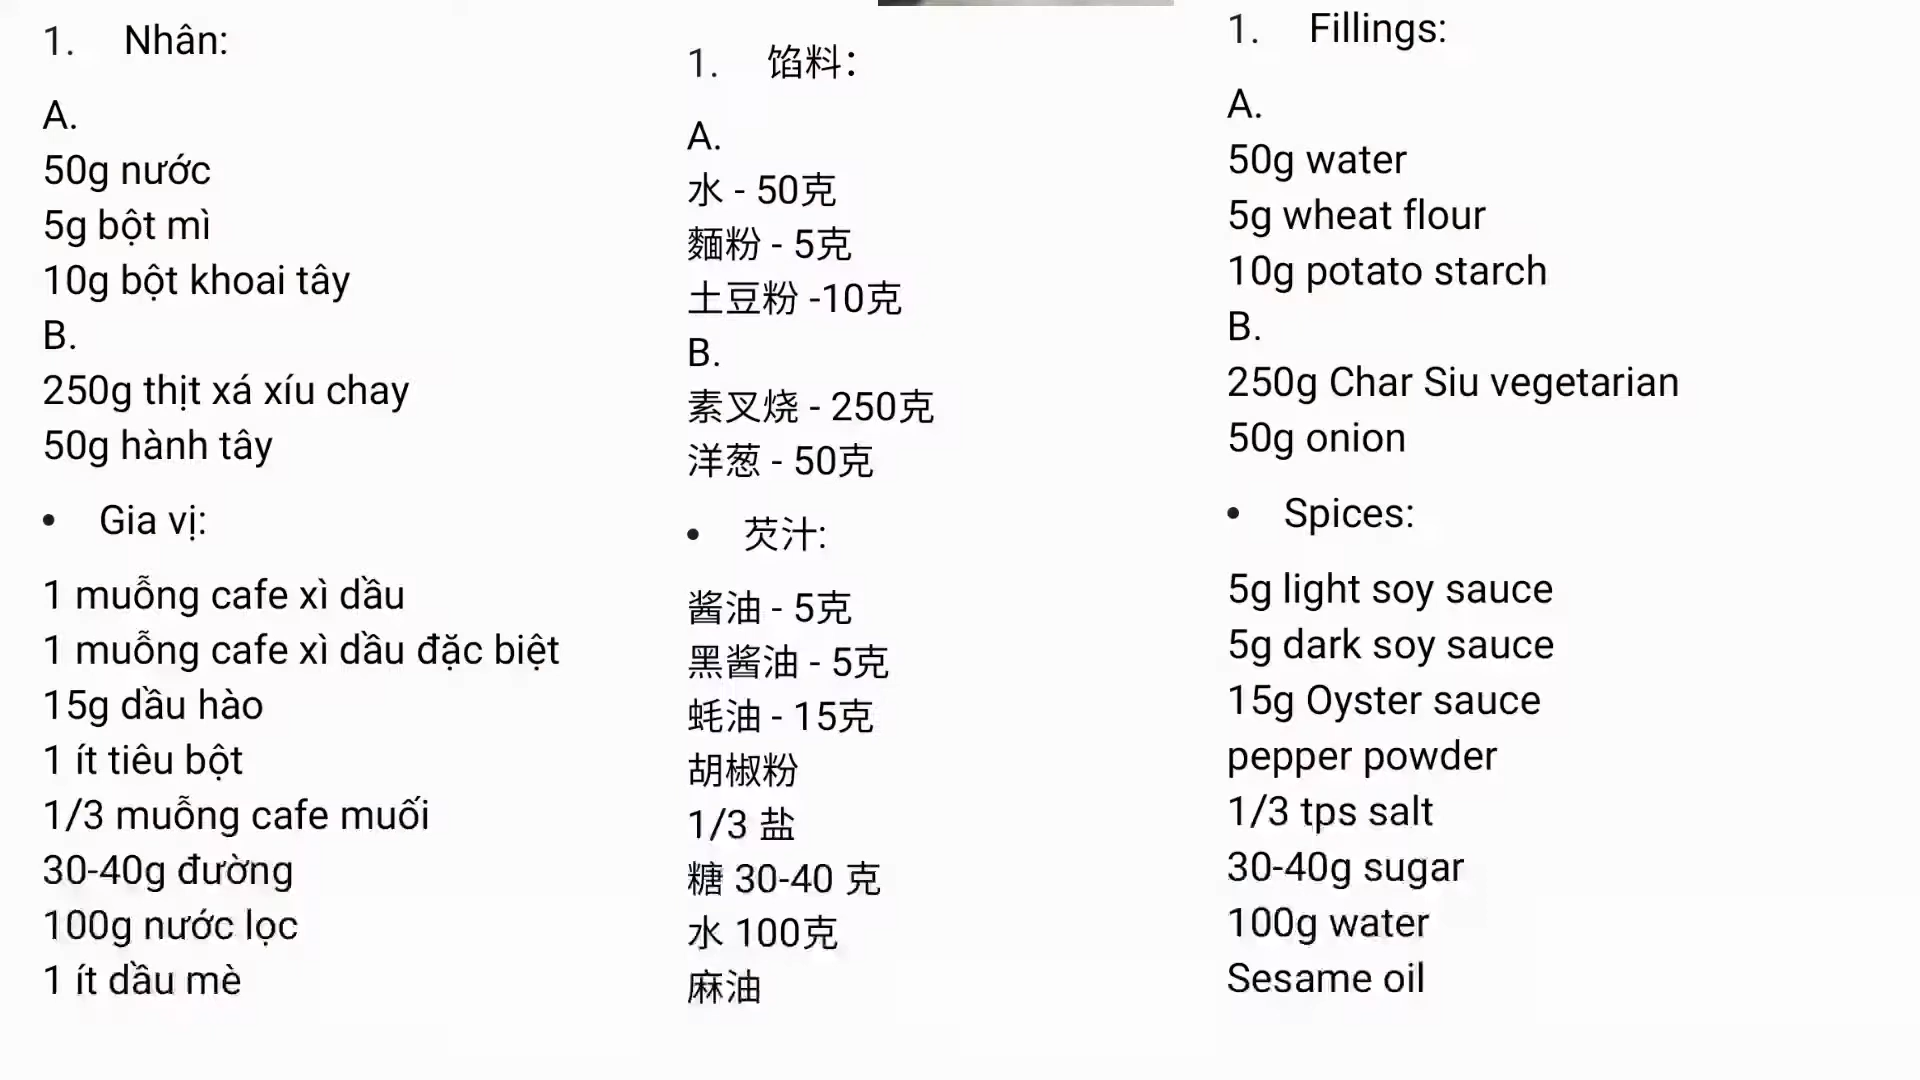 1. Nhân:
A.
50g nước
5g bột mì
10g bột khoai tây
B.
250g thịt xá xíu chay
50g hành tây
• Gia vị:
1 muỗng cafe xì dầu
1 muỗng cafe xì dầu đặc biệt
15g dầu hào
1 ít tiêu bột
1/3 muỗng cafe muối
30-40g đường
100g nước lọc
1 ít dầu mè
1. 馅料：
A.
水 - 50克
麵粉 - 5克
土豆粉 -10克
B.
素叉烧 - 250克
洋葱 - 50克
• 芡汁:
酱油 - 5克
黑酱油 - 5克
蚝油 - 15克
胡椒粉
1/3 盐
糖 30-40 克
水 100克
麻油
1. Fillings:
A.
50g water
5g wheat flour
10g potato starch
B.
250g Char Siu vegetarian
50g onion
• Spices:
5g light soy sauce
5g dark soy sauce
15g Oyster sauce
pepper powder
1/3 tps salt
30-40g sugar
100g water
Sesame oil